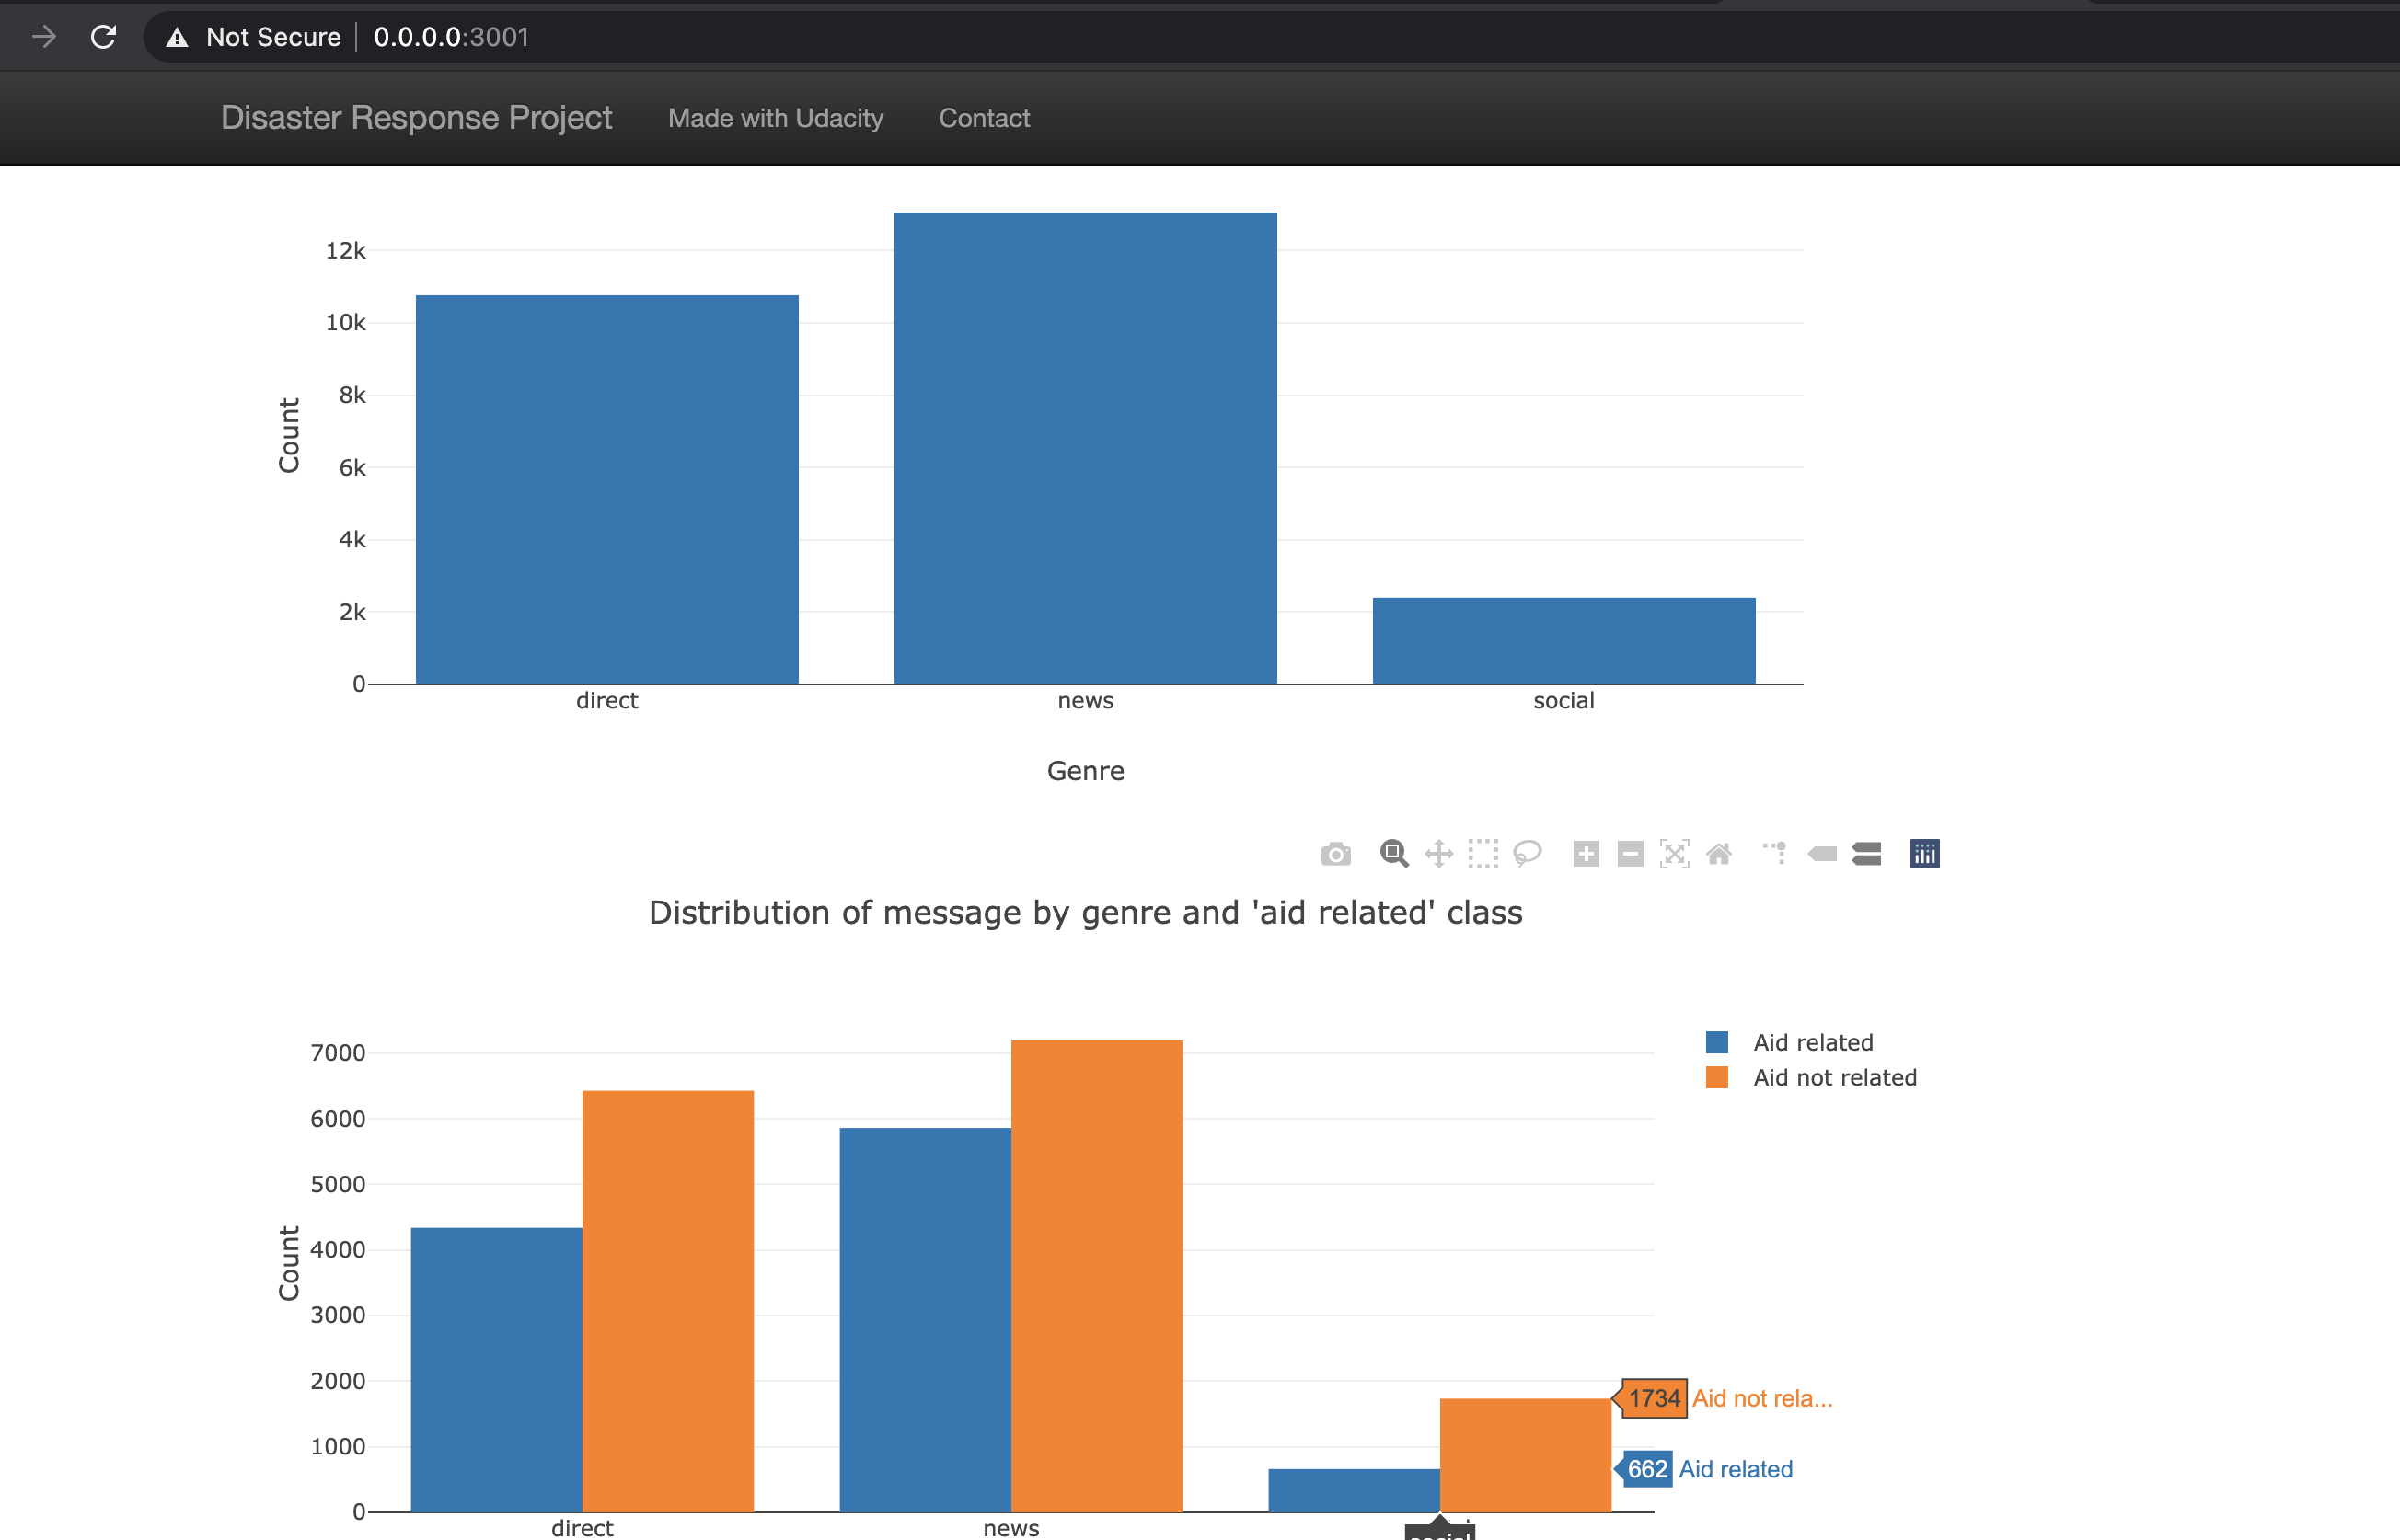 Not Secure | 0.0.0.0:3001
Disaster Response Project Made with Udacity Contact
12k
10k
8k
6k
4k
2k
0
Count
direct news social
Genre
Distribution of message by genre and 'aid related' class
7000
6000
5000
4000
3000
2000
1000
0
Count
Aid related
Aid not related
1734 Aid not rela...
662 Aid related
direct news